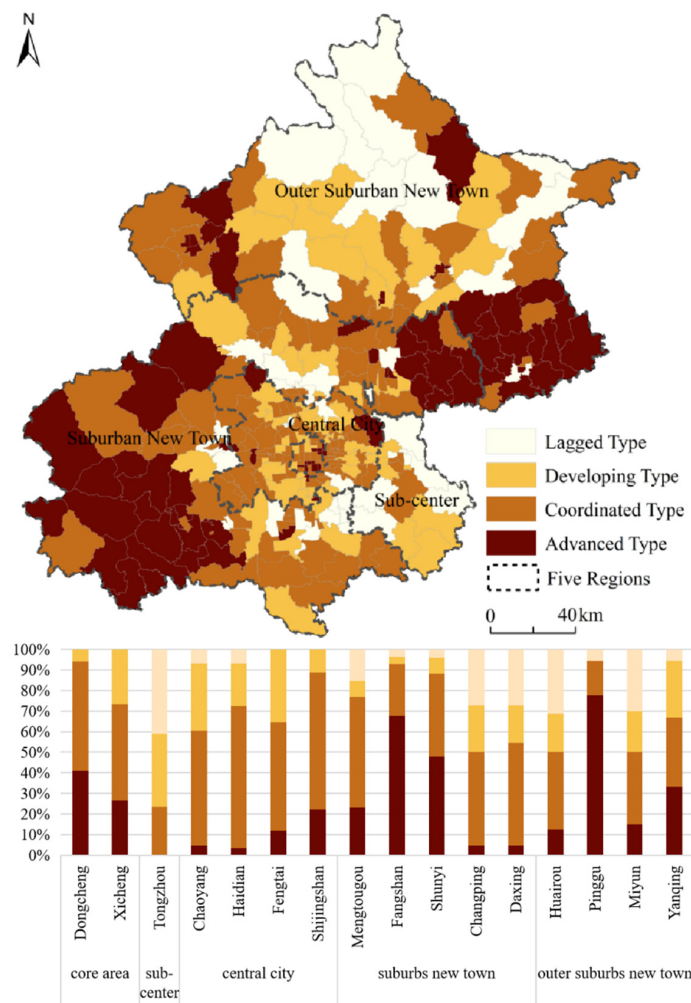 N
Outer Suburban New Town
Central City
Suburban New Town
Sub-center
Lagged Type
Developing Type
Coordinated Type
Advanced Type
Five Regions
0 40 km
100%
90%
80%
70%
60%
50%
40%
30%
20%
10%
0%
Dongcheng
Xicheng
Tongzhou
Chaoyang
Haidian
Fengtai
Shijingshan
Mengtougou
Fangshan
Shunyi
Changping
Daxing
Huairou
Pinggu
Miyun
Yanqing
core area
sub-
center
central city
suburbs new town
outer suburbs new town